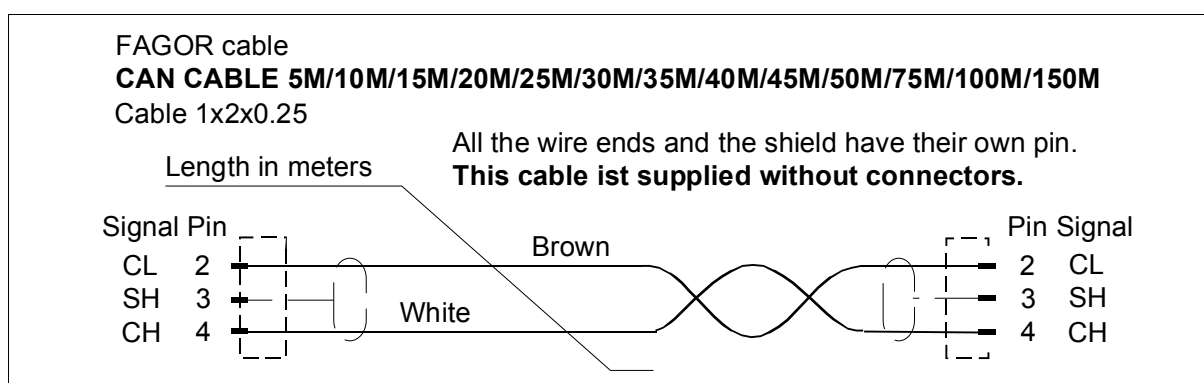 FAGOR cable
CAN CABLE 5M/10M/15M/20M/25M/30M/35M/40M/45M/50M/75M/100M/150M
Cable 1x2x0.25
All the wire ends and the shield have their own pin.
Length in meters
This cable ist supplied without connectors.
Signal Pin
Pin Signal
Brown
CL 2
2 CL
SH 3
3 SH
White
CH 4
4 CH